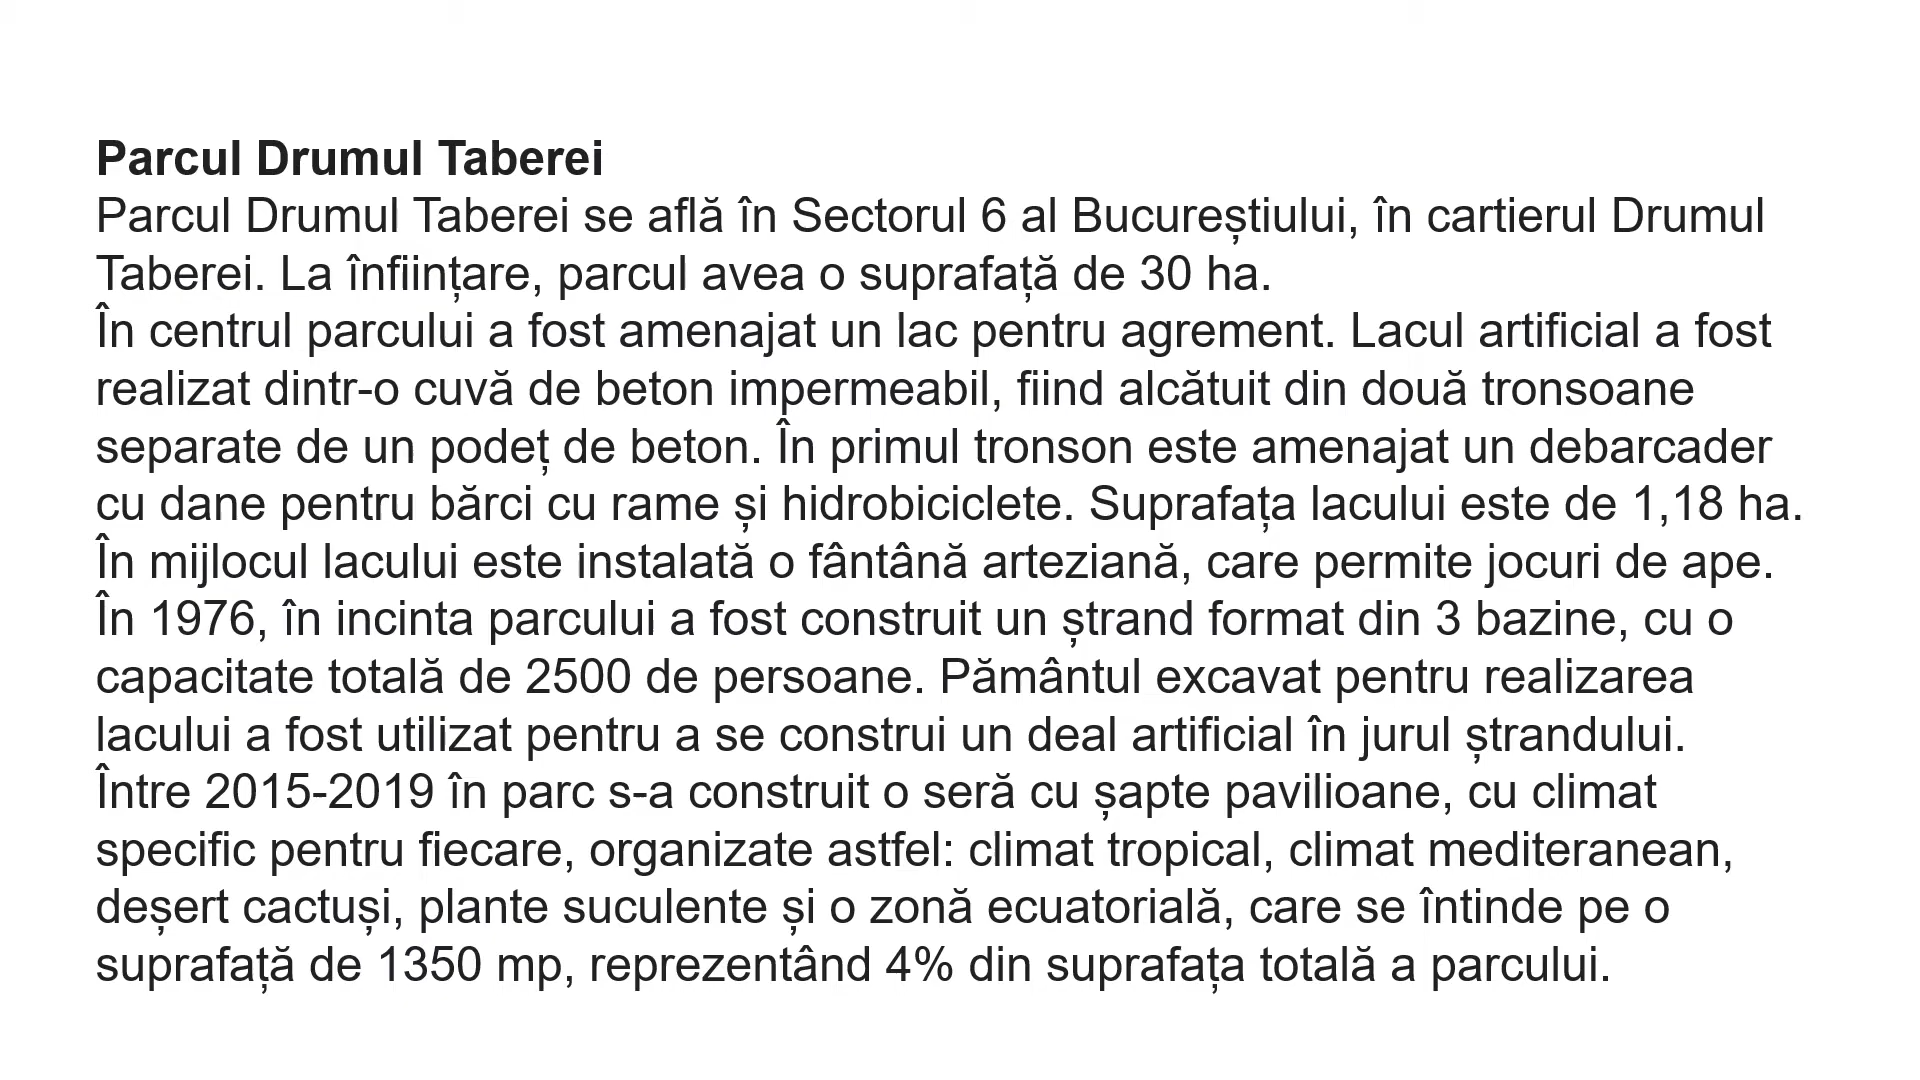 Parcul Drumul Taberei
Parcul Drumul Taberei se află în Sectorul 6 al Bucureștiului, în cartierul Drumul
Taberei. La înființare, parcul avea o suprafață de 30 ha.
În centrul parcului a fost amenajat un lac pentru agrement. Lacul artificial a fost
realizat dintr-o cuvă de beton impermeabil, fiind alcătuit din două tronsoane
separate de un podeț de beton. În primul tronson este amenajat un debarcader
cu dane pentru bărci cu rame și hidrobiciclete. Suprafața lacului este de 1,18 ha.
În mijlocul lacului este instalată o fântână arteziană, care permite jocuri de ape.
În 1976, în incinta parcului a fost construit un ștrand format din 3 bazine, cu o
capacitate totală de 2500 de persoane. Pământul excavat pentru realizarea
lacului a fost utilizat pentru a se construi un deal artificial în jurul ștrandului.
Între 2015-2019 în parc s-a construit o seră cu șapte pavilioane, cu climat
specific pentru fiecare, organizate astfel: climat tropical, climat mediteranean,
deșert cactuși, plante suculente și o zonă ecuatorială, care se întinde pe o
suprafață de 1350 mp, reprezentând 4% din suprafața totală a parcului.